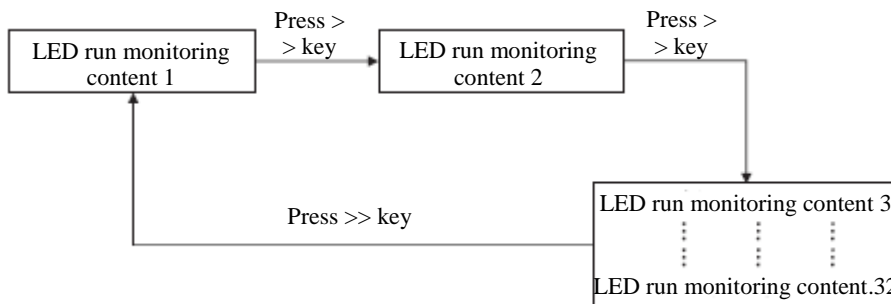 Press >
> key
Press >
> key
LED run monitoring
content 1
LED run monitoring
content 2
LED run monitoring content 3
Press >> key
LED run monitoring content.32